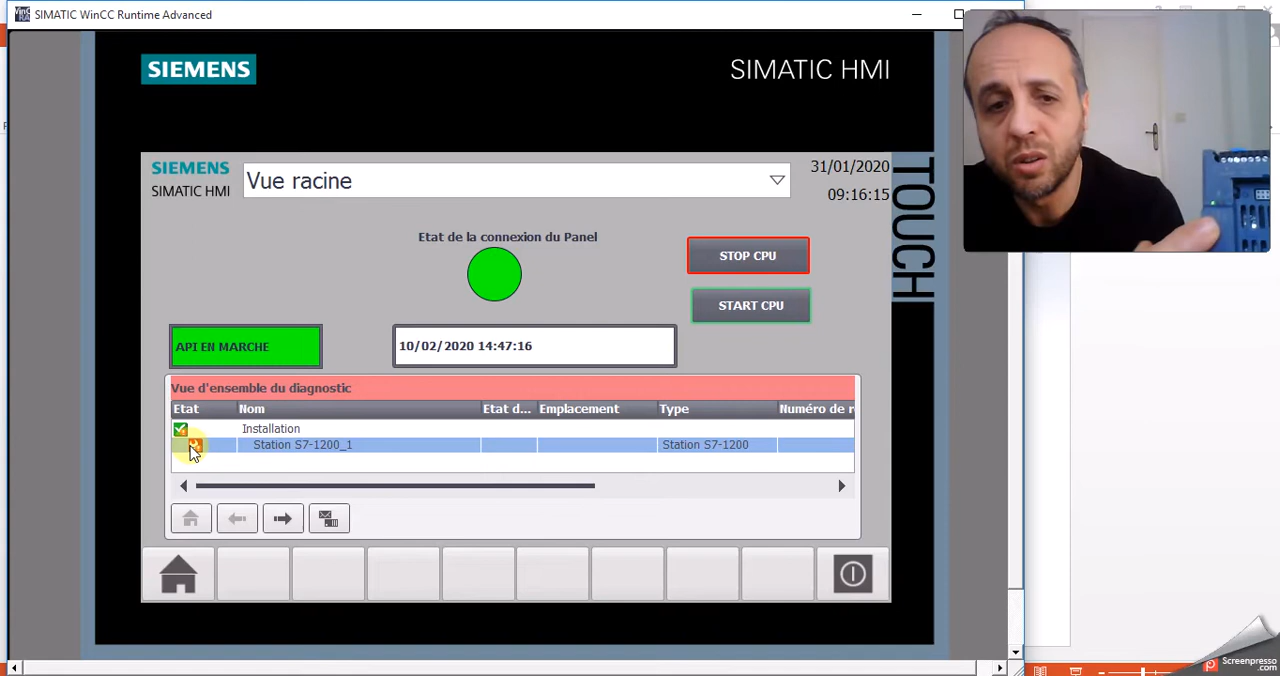 SIMATIC WinCC Runtime Advanced
SIEMENS
SIMATIC HMI
TOUCH
SIEMENS
SIMATIC HMI
Vue racine
31/01/2020
09:16:15
Etat de la connexion du Panel
STOP CPU
START CPU
API EN MARCHE
10/02/2020 14:47:16
Vue d'ensemble du diagnostic
Etat Nom Etat d... Emplacement Type Numéro de r
Installation
Station S7-1200_1 Station S7-1200
Screenpresso
.com